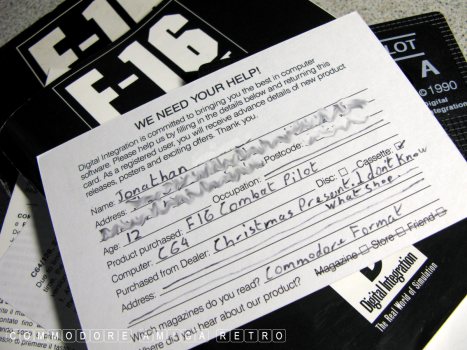 F-16
F-16
PILOT
A
© 1990
Digital
Integration
WE NEED YOUR HELP!
Digital Integration is committed to bringing you the best in computer
software. Please help us by filling in the details below and returning this
card. As a registered user, you will receive advance details of new product
releases, posters and exciting offers. Thank you.
Name: Jonathan
Address:
Postcode:
Age: 12 Occupation:
Product purchased: F16 Combat Pilot
Computer: C64 Disc: Cassette: ✓
Purchased from Dealer: Christmas Present. I don't know
what shop.
Address:
Which magazines do you read? Commodore Format
Where did you hear about our product? Magazine Store Friend
Digital Integration
The Real World of Simulation
COMMODORE AMIGA RETRO